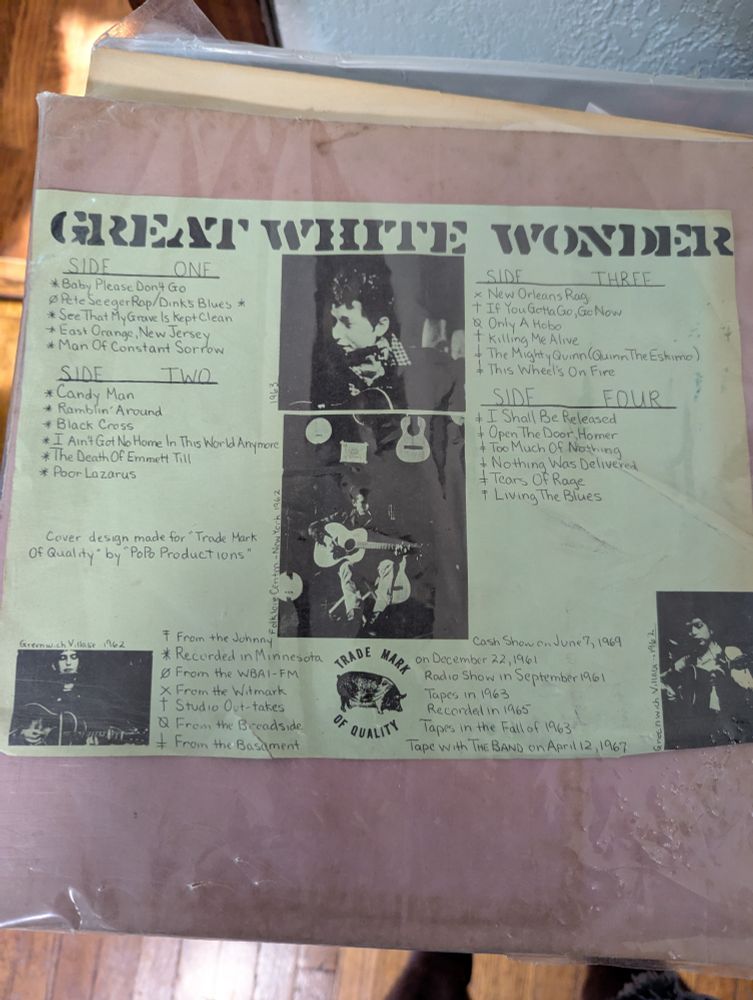 GREAT WHITE WONDER
SIDE ONE
* Baby Please Don't Go
Ø Pete Seeger Rap/Dink's Blues *
* See That My Grave Is Kept Clean
* East Orange, New Jersey
* Man Of Constant Sorrow
SIDE TWO
* Candy Man
* Ramblin' Around
* Black Cross
* I Ain't Got No Home In This World Anymore
* The Death Of Emmett Till
* Poor Lazarus
Cover design made for "Trade Mark
Of Quality" by "PoPo Productions"
1963
Folklore Centre - New York 1962
SIDE THREE
× New Orleans Rag
† If You Gotta Go, Go Now
Only A Hobo
† Killing Me Alive
‡ The Mighty Quinn (Quinn The Eskimo)
‡ This Wheel's On Fire
SIDE FOUR
‡ I Shall Be Released
‡ Open The Door, Homer
‡ Too Much Of Nothing
‡ Nothing Was Delivered
‡ Tears Of Rage
Living The Blues
Greenwich Village 1962
From the Johnny Cash Show on June 7, 1969
* Recorded in Minnesota on December 22, 1961
Ø From the WBAI-FM Radio Show in September 1961
× From the Witmark Tapes in 1963
† Studio Out-takes Recorded in 1965
From the Broadside Tapes in the Fall of 1963
‡ From the Basement Tape with THE BAND on April 12, 1967
TRADE MARK
OF QUALITY
Greenwich Village - 1962